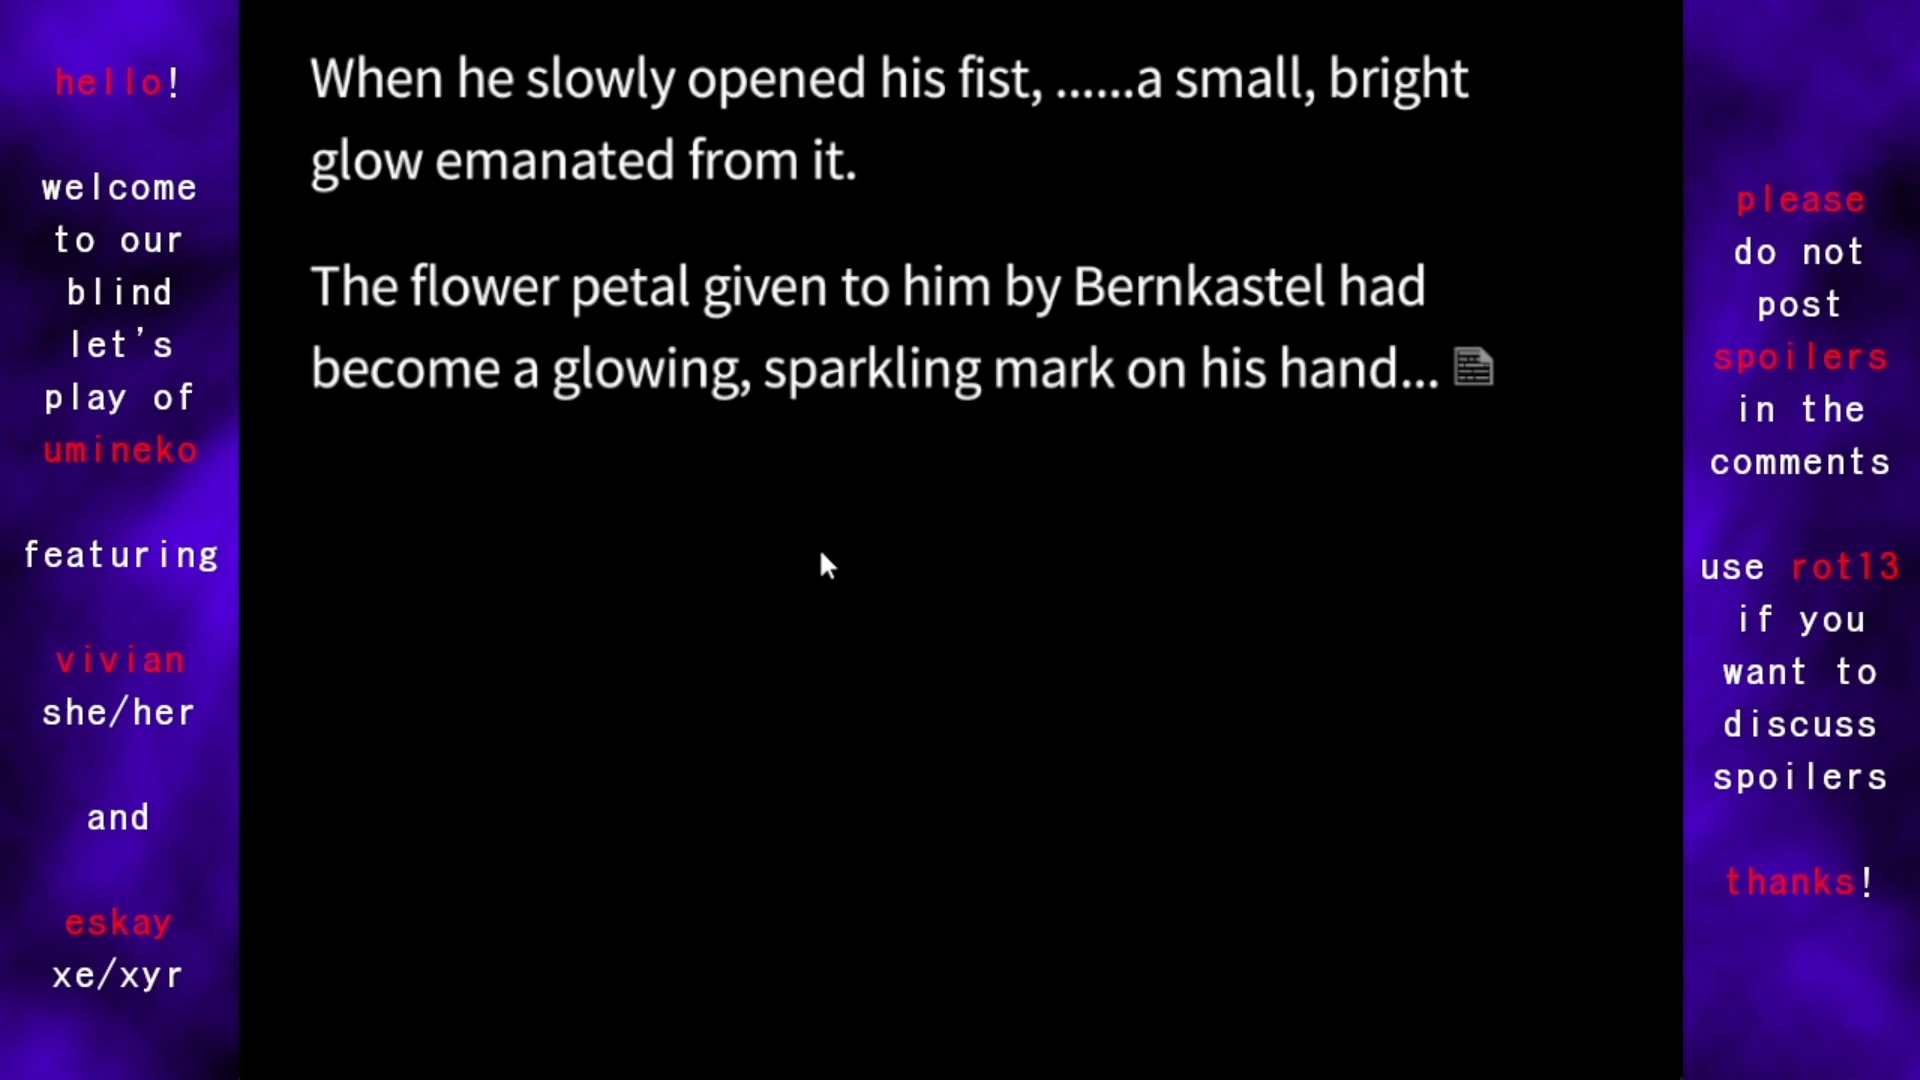 hello!
welcome
to our
blind
let's
play of
umineko
featuring
vivian
she/her
and
eskay
xe/xyr
When he slowly opened his fist, ......a small, bright
glow emanated from it.
The flower petal given to him by Bernkastel had
become a glowing, sparkling mark on his hand...
please
do not
post
spoilers
in the
comments
use rot13
if you
want to
discuss
spoilers
thanks!